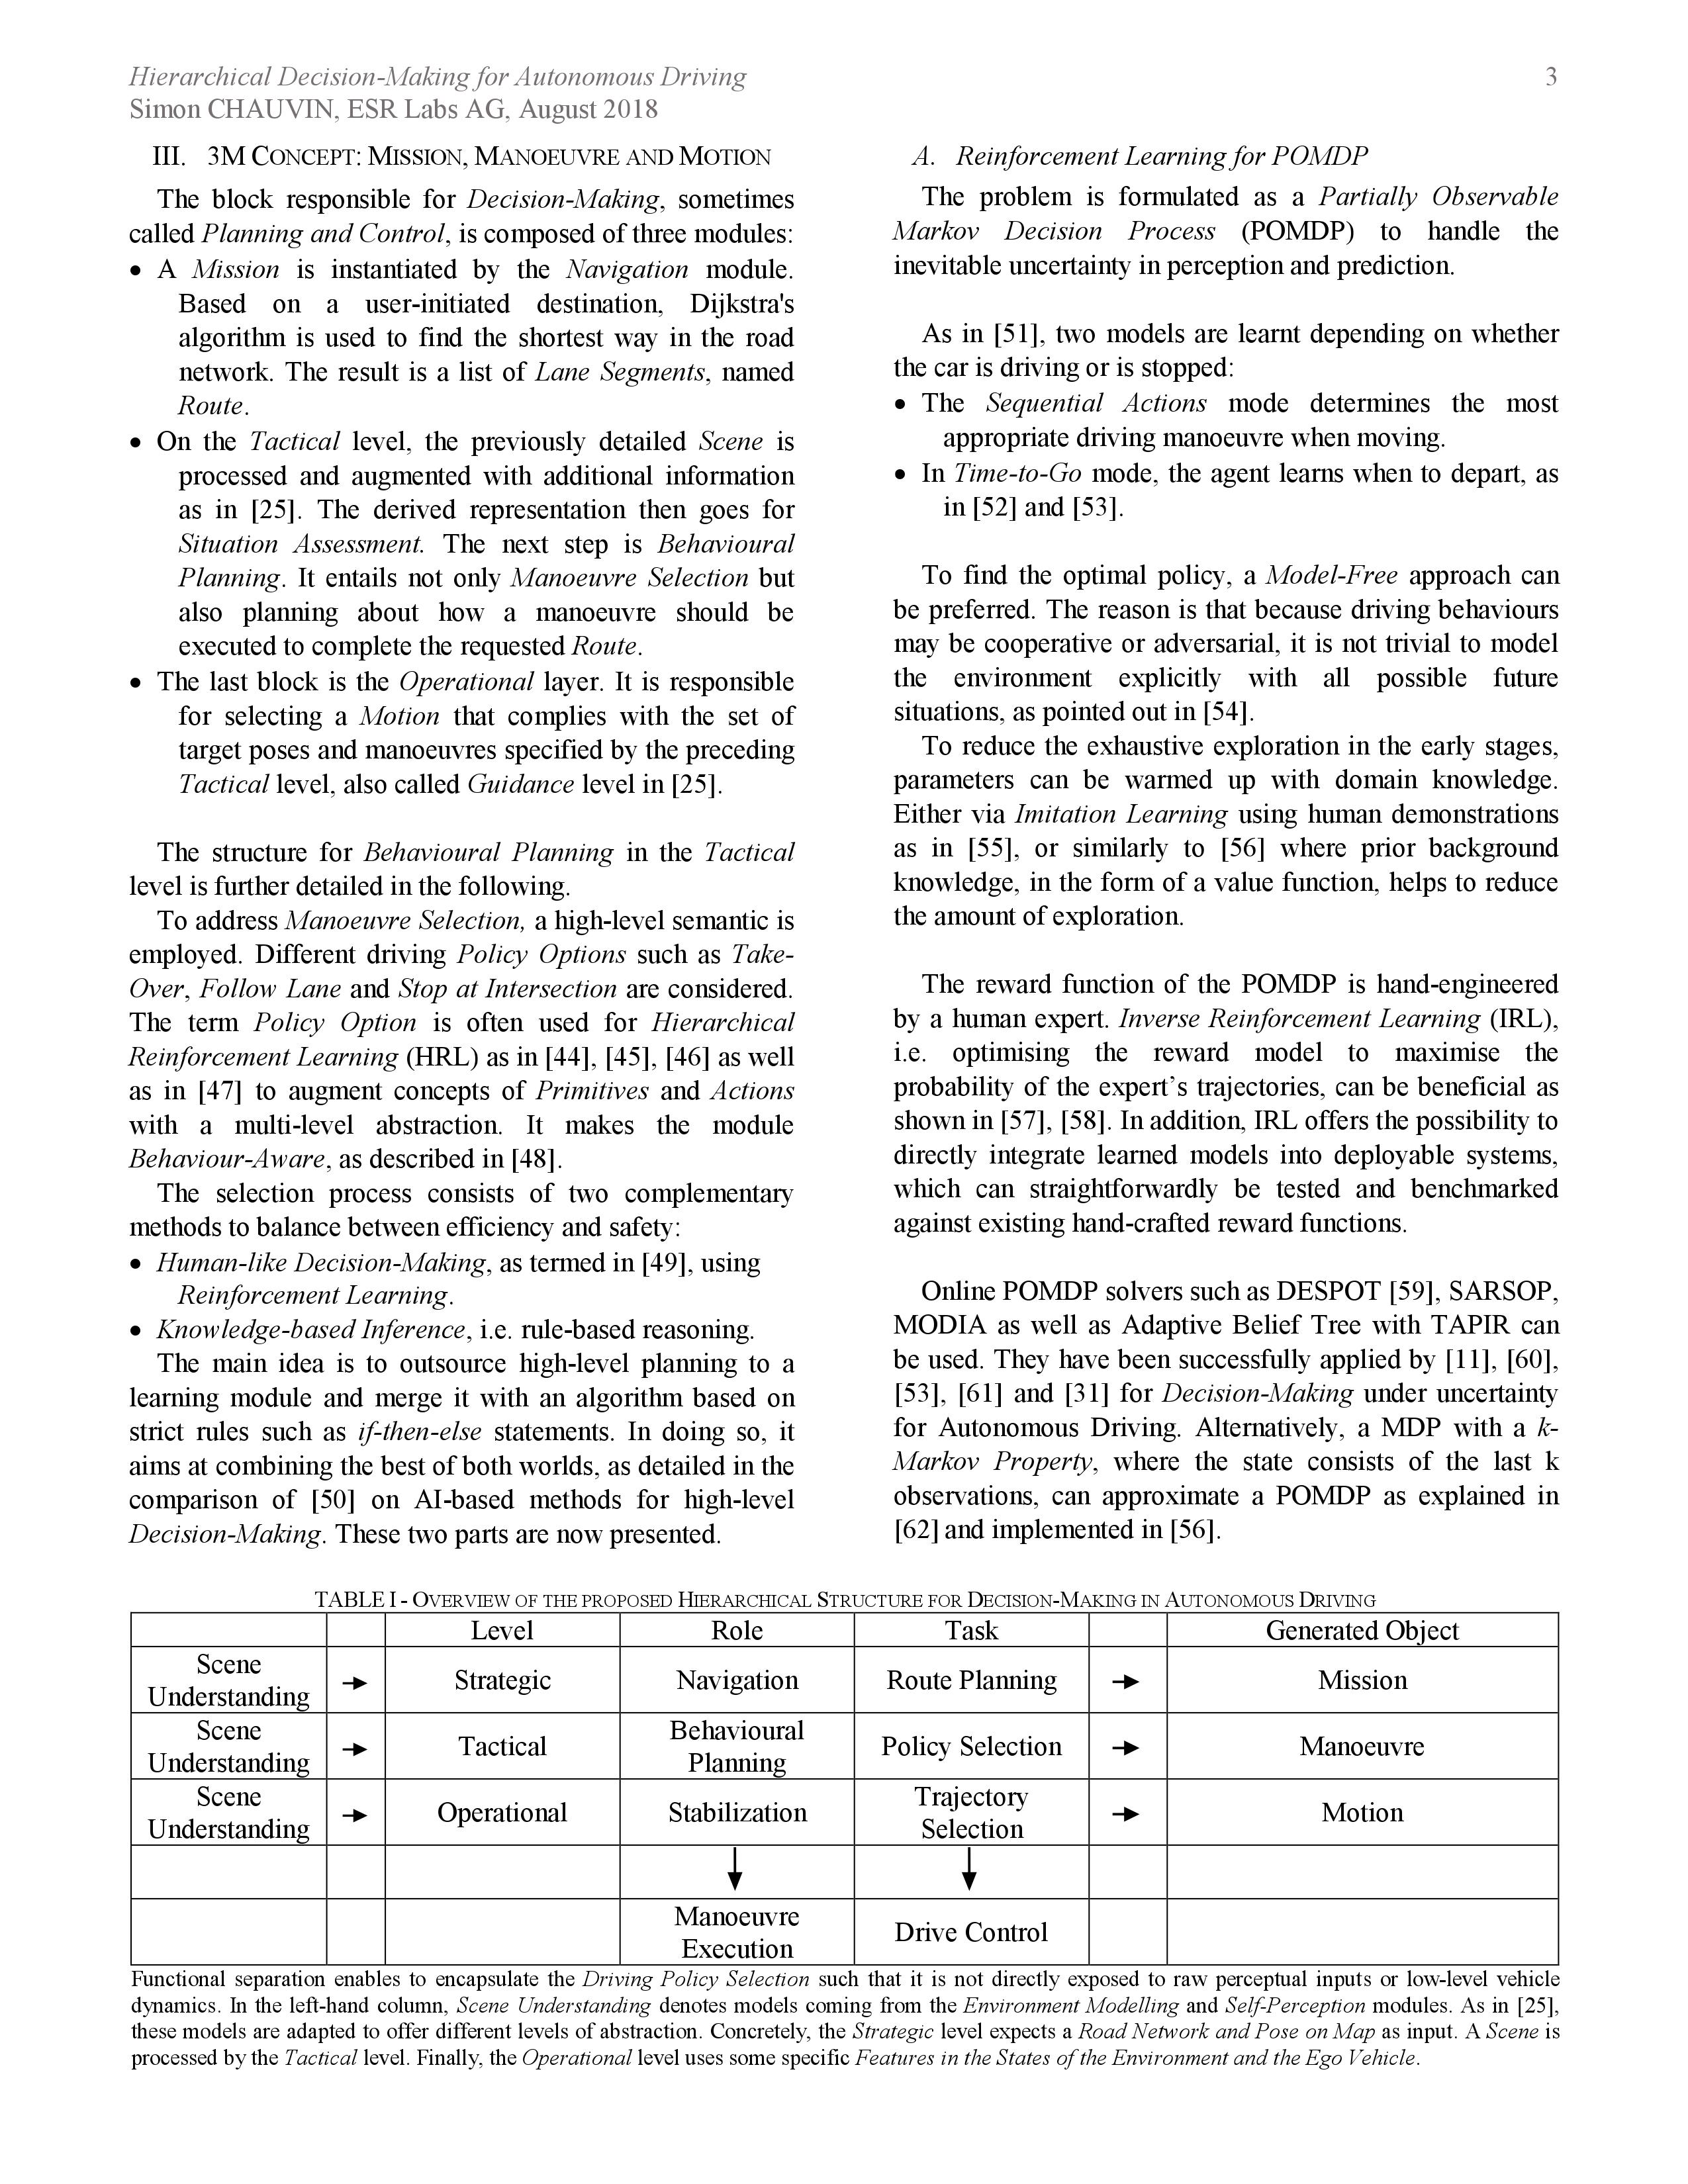 Hierarchical Decision-Making for Autonomous Driving
3
Simon CHAUVIN, ESR Labs AG, August 2018
III. 3M CONCEPT: MISSION, MANOEUVRE AND MOTION
The block responsible for Decision-Making, sometimes
called Planning and Control, is composed of three modules:
• A Mission is instantiated by the Navigation module.
Based on a user-initiated destination, Dijkstra's
algorithm is used to find the shortest way in the road
network. The result is a list of Lane Segments, named
Route.
• On the Tactical level, the previously detailed Scene is
processed and augmented with additional information
as in [25]. The derived representation then goes for
Situation Assessment. The next step is Behavioural
Planning. It entails not only Manoeuvre Selection but
also planning about how a manoeuvre should be
executed to complete the requested Route.
• The last block is the Operational layer. It is responsible
for selecting a Motion that complies with the set of
target poses and manoeuvres specified by the preceding
Tactical level, also called Guidance level in [25].
The structure for Behavioural Planning in the Tactical
level is further detailed in the following.
To address Manoeuvre Selection, a high-level semantic is
employed. Different driving Policy Options such as Take-
Over, Follow Lane and Stop at Intersection are considered.
The term Policy Option is often used for Hierarchical
Reinforcement Learning (HRL) as in [44], [45], [46] as well
as in [47] to augment concepts of Primitives and Actions
with a multi-level abstraction. It makes the module
Behaviour-Aware, as described in [48].
The selection process consists of two complementary
methods to balance between efficiency and safety:
• Human-like Decision-Making, as termed in [49], using
Reinforcement Learning.
• Knowledge-based Inference, i.e. rule-based reasoning.
The main idea is to outsource high-level planning to a
learning module and merge it with an algorithm based on
strict rules such as if-then-else statements. In doing so, it
aims at combining the best of both worlds, as detailed in the
comparison of [50] on AI-based methods for high-level
Decision-Making. These two parts are now presented.
A. Reinforcement Learning for POMDP
The problem is formulated as a Partially Observable
Markov Decision Process (POMDP) to handle the
inevitable uncertainty in perception and prediction.
As in [51], two models are learnt depending on whether
the car is driving or is stopped:
• The Sequential Actions mode determines the most
appropriate driving manoeuvre when moving.
• In Time-to-Go mode, the agent learns when to depart, as
in [52] and [53].
To find the optimal policy, a Model-Free approach can
be preferred. The reason is that because driving behaviours
may be cooperative or adversarial, it is not trivial to model
the environment explicitly with all possible future
situations, as pointed out in [54].
To reduce the exhaustive exploration in the early stages,
parameters can be warmed up with domain knowledge.
Either via Imitation Learning using human demonstrations
as in [55], or similarly to [56] where prior background
knowledge, in the form of a value function, helps to reduce
the amount of exploration.
The reward function of the POMDP is hand-engineered
by a human expert. Inverse Reinforcement Learning (IRL),
i.e. optimising the reward model to maximise the
probability of the expert’s trajectories, can be beneficial as
shown in [57], [58]. In addition, IRL offers the possibility to
directly integrate learned models into deployable systems,
which can straightforwardly be tested and benchmarked
against existing hand-crafted reward functions.
Online POMDP solvers such as DESPOT [59], SARSOP,
MODIA as well as Adaptive Belief Tree with TAPIR can
be used. They have been successfully applied by [11], [60],
[53], [61] and [31] for Decision-Making under uncertainty
for Autonomous Driving. Alternatively, a MDP with a k-
Markov Property, where the state consists of the last k
observations, can approximate a POMDP as explained in
[62] and implemented in [56].
TABLE I - OVERVIEW OF THE PROPOSED HIERARCHICAL STRUCTURE FOR DECISION-MAKING IN AUTONOMOUS DRIVING
Level Role Task Generated Object
Scene
Understanding → Strategic Navigation Route Planning → Mission
Scene
Understanding → Tactical Behavioural
Planning Policy Selection → Manoeuvre
Scene
Understanding → Operational Stabilization Trajectory
Selection → Motion
↓ ↓
Manoeuvre
Execution Drive Control
Functional separation enables to encapsulate the Driving Policy Selection such that it is not directly exposed to raw perceptual inputs or low-level vehicle
dynamics. In the left-hand column, Scene Understanding denotes models coming from the Environment Modelling and Self-Perception modules. As in [25],
these models are adapted to offer different levels of abstraction. Concretely, the Strategic level expects a Road Network and Pose on Map as input. A Scene is
processed by the Tactical level. Finally, the Operational level uses some specific Features in the States of the Environment and the Ego Vehicle.